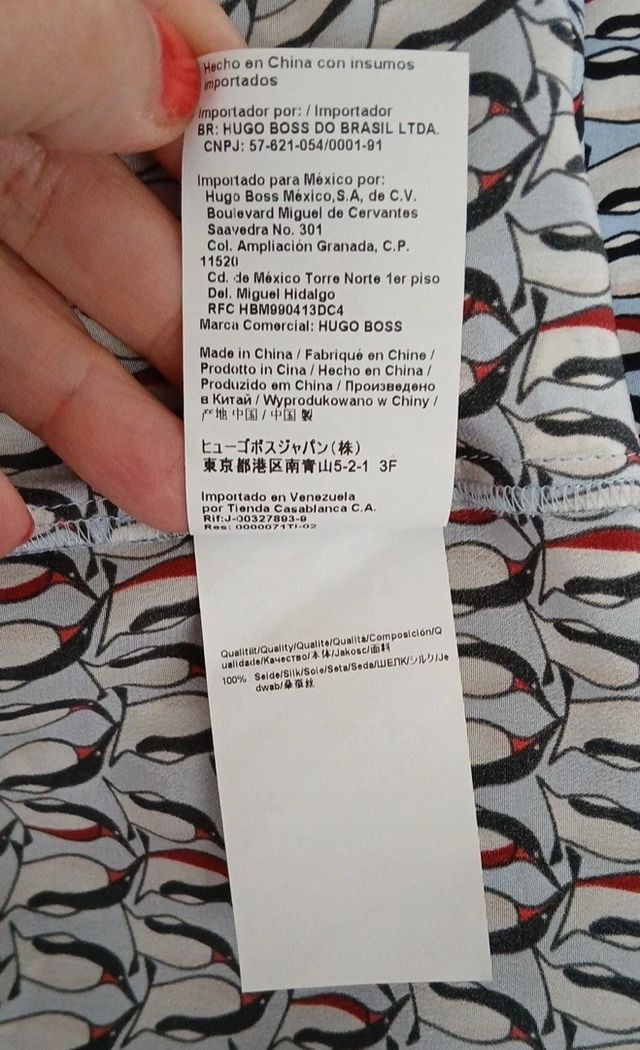 Hecho en China con insumos
importados
Importador por: / Importador
BR: HUGO BOSS DO BRASIL LTDA.
CNPJ: 57-621-054/0001-91
Importado para México por:
Hugo Boss México,S.A, de C.V.
Boulevard Miguel de Cervantes
Saavedra No. 301
Col. Ampliación Granada, C.P.
11520
Cd. de México Torre Norte 1er piso
Del. Miguel Hidalgo
RFC HBM990413DC4
Marca Comercial: HUGO BOSS
Made in China / Fabriqué en Chine /
Prodotto in Cina / Hecho en China /
Produzido em China / Произведено
в Китай / Wyprodukowano w Chiny /
产地 中国 / 中国 製
ヒューゴボスジャパン(株)
東京都港区南青山5-2-1 3F
Importado en Venezuela
por Tienda Casablanca C.A.
Rif:J-00327893-9
Res: 0000071TI-02
Qualität/Quality/Qualité/Qualità/Composición/Q
ualidade/Качество/本体/Jakosc/面料
100% Seide/Silk/Soie/Seta/Seda/ШЕЛК/シルク/Je
dwab/桑蚕丝